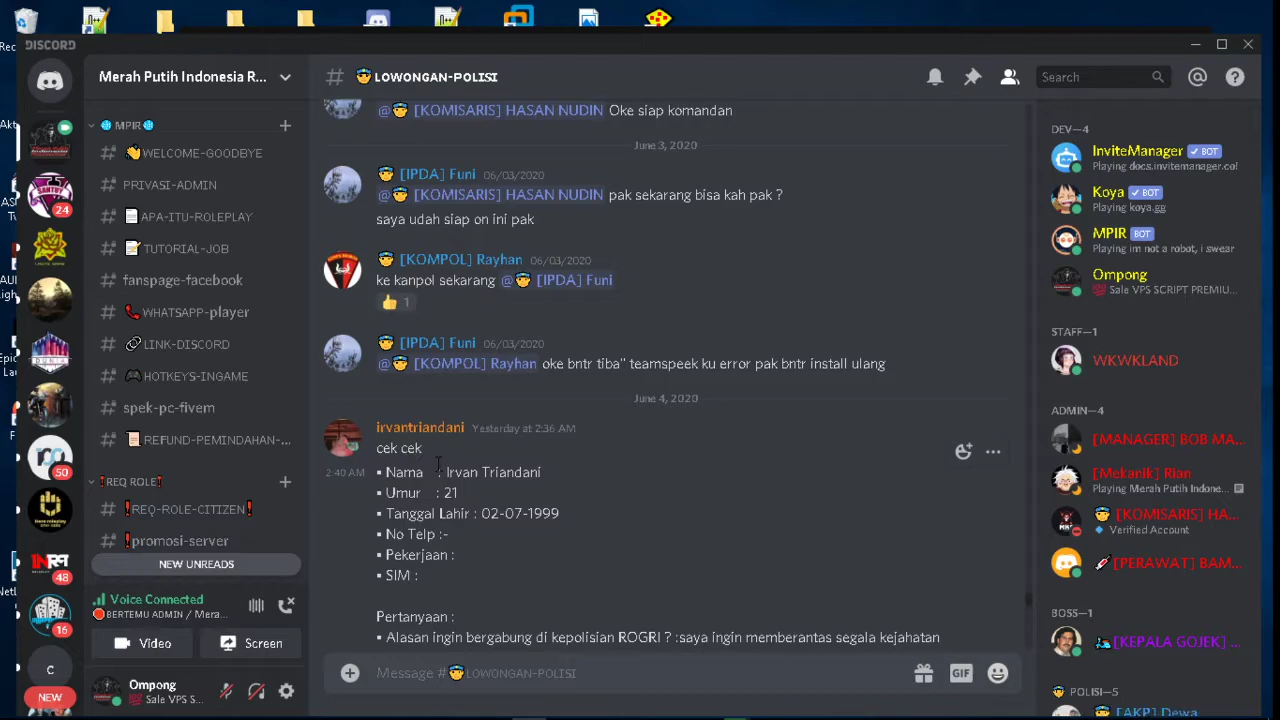 Rec
DISCORD
Merah Putih Indonesia R...
# LOWONGAN-POLISI
Search
MPIR
WELCOME-GOODBYE
PRIVASI-ADMIN
APA-ITU-ROLEPLAY
TUTORIAL-JOB
fanspage-facebook
WHATSAPP-player
LINK-DISCORD
HOTKEYS-INGAME
spek-pc-fivem
REFUND-PEMINDAHAN-...
❗REQ ROLE❗
❗REQ-ROLE-CITIZEN❗
❗promosi-server
NEW UNREADS
24
50
48
16
C
NEW
Voice Connected
BERTEMU ADMIN / Mera...
Video
Screen
Ompong
Sale VPS S...
@ [KOMISARIS] HASAN NUDIN Oke siap komandan
June 3, 2020
[IPDA] Funi 06/03/2020
@ [KOMISARIS] HASAN NUDIN pak sekarang bisa kah pak ?
saya udah siap on ini pak
[KOMPOL] Rayhan 06/03/2020
ke kanpol sekarang @ [IPDA] Funi
👍 1
[IPDA] Funi 06/03/2020
@ [KOMPOL] Rayhan oke bntr tiba" teamspeek ku error pak bntr install ulang
June 4, 2020
irvantriandani Yesterday at 2:36 AM
cek cek
2:40 AM ▪ Nama : Irvan Triandani
▪ Umur : 21
▪ Tanggal Lahir : 02-07-1999
▪ No Telp :-
▪ Pekerjaan :
▪ SIM :
Pertanyaan :
▪ Alasan ingin bergabung di kepolisian ROGRI ? :saya ingin memberantas segala kejahatan
Message # LOWONGAN-POLISI
GIF
DEV—4
InviteManager ✓ BOT
Playing docs.invitemanager.co!
Koya ✓ BOT
Playing koya.gg
MPIR BOT
Playing im not a robot, i swear
Ompong
Sale VPS SCRIPT PREMIU...
STAFF—1
WKWKLAND
ADMIN—4
[MANAGER] BOB MA...
[Mekanik] Rian
Playing Merah Putih Indone...
[KOMISARIS] HA...
Verified Account
[PERAWAT] BAM...
BOSS—1
[KEPALA GOJEK] ...
POLISI—5
[AKP] Dewa